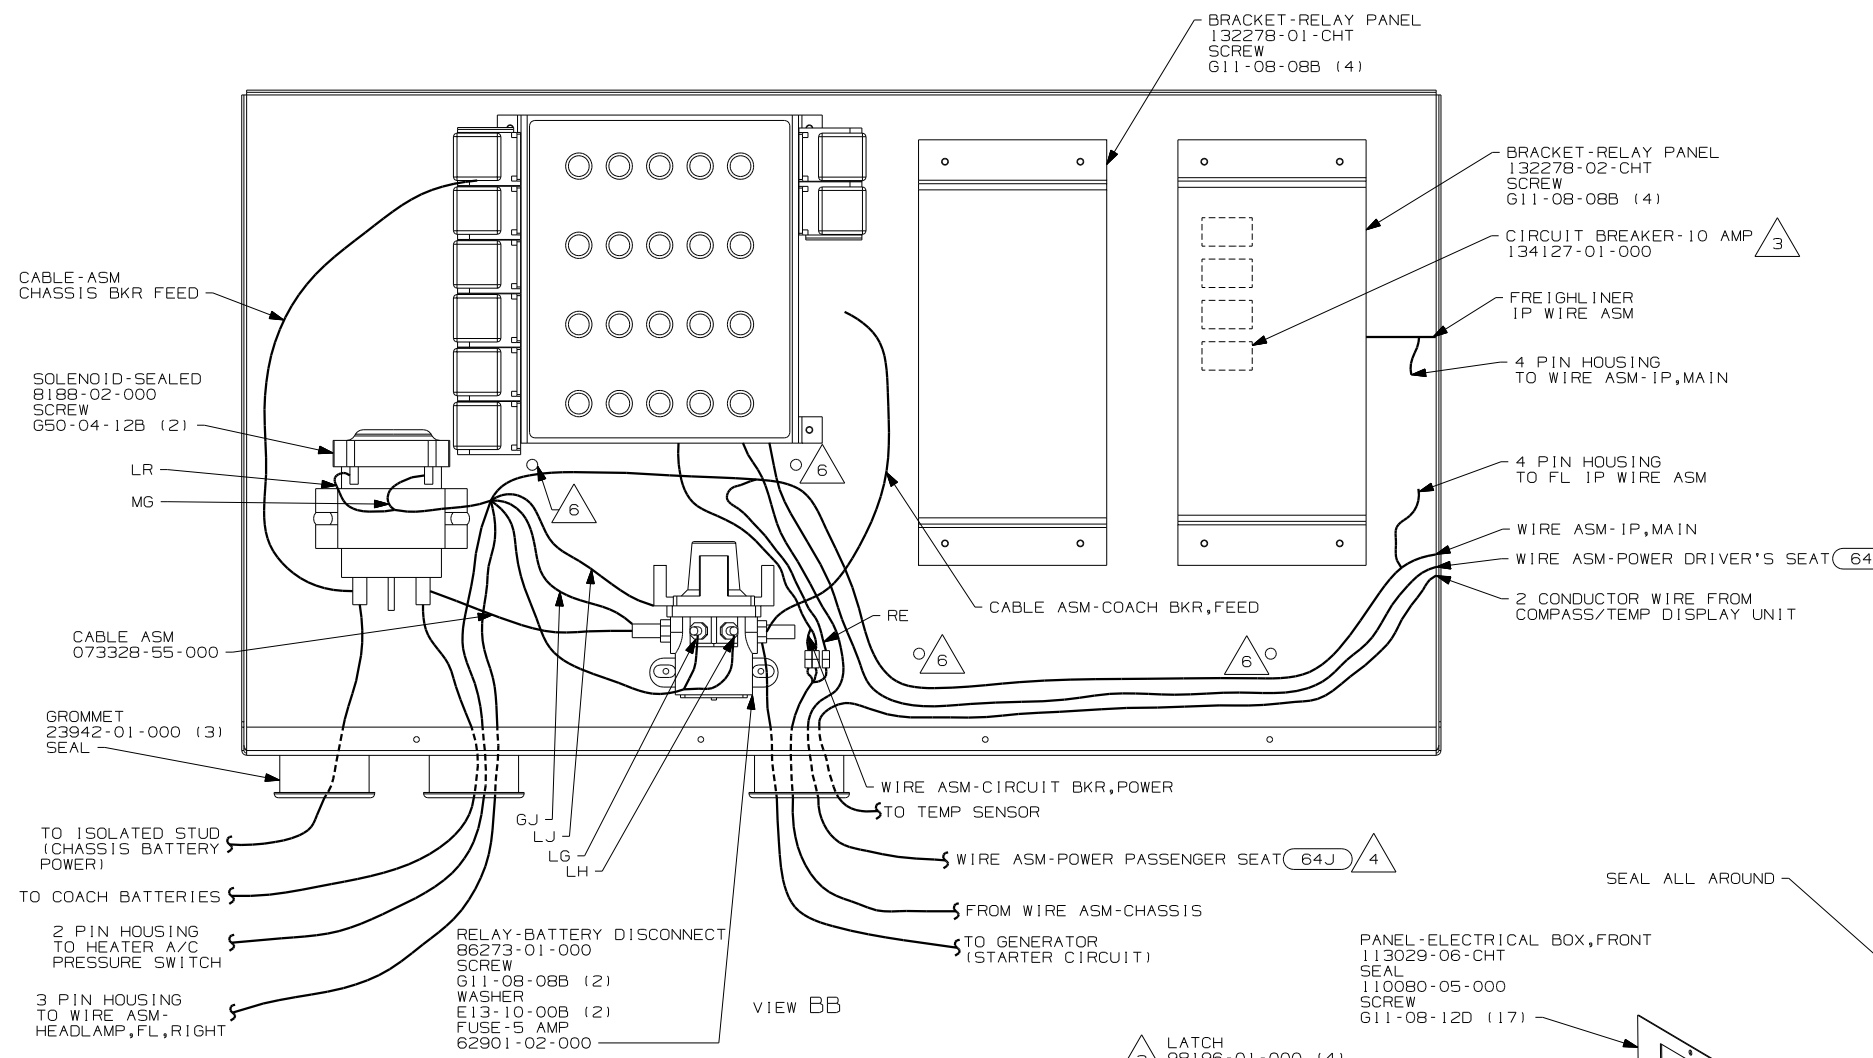 BRACKET-RELAY PANEL
132278-01-CHT
SCREW
G11-08-08B (4)
BRACKET-RELAY PANEL
132278-02-CHT
SCREW
G11-08-08B (4)
CIRCUIT BREAKER-10 AMP
134127-01-000
3
FREIGHLINER
IP WIRE ASM
4 PIN HOUSING
TO WIRE ASM-IP,MAIN
4 PIN HOUSING
TO FL IP WIRE ASM
WIRE ASM-IP,MAIN
WIRE ASM-POWER DRIVER'S SEAT 64
2 CONDUCTOR WIRE FROM
COMPASS/TEMP DISPLAY UNIT
CABLE-ASM
CHASSIS BKR FEED
SOLENOID-SEALED
8188-02-000
SCREW
G50-04-12B (2)
LR
MG
6
6
6
6
CABLE ASM-COACH BKR,FEED
RE
CABLE ASM
073328-55-000
GROMMET
23942-01-000 (3)
SEAL
TO ISOLATED STUD
(CHASSIS BATTERY
POWER)
TO COACH BATTERIES
2 PIN HOUSING
TO HEATER A/C
PRESSURE SWITCH
3 PIN HOUSING
TO WIRE ASM-
HEADLAMP,FL,RIGHT
GJ
LJ
LG
LH
WIRE ASM-CIRCUIT BKR,POWER
TO TEMP SENSOR
WIRE ASM-POWER PASSENGER SEAT 64J 4
FROM WIRE ASM-CHASSIS
TO GENERATOR
(STARTER CIRCUIT)
RELAY-BATTERY DISCONNECT
86273-01-000
SCREW
G11-08-08B (2)
WASHER
E13-10-00B (2)
FUSE-5 AMP
62901-02-000
VIEW BB
SEAL ALL AROUND
PANEL-ELECTRICAL BOX,FRONT
113029-06-CHT
SEAL
110080-05-000
SCREW
G11-08-12D (17)
LATCH